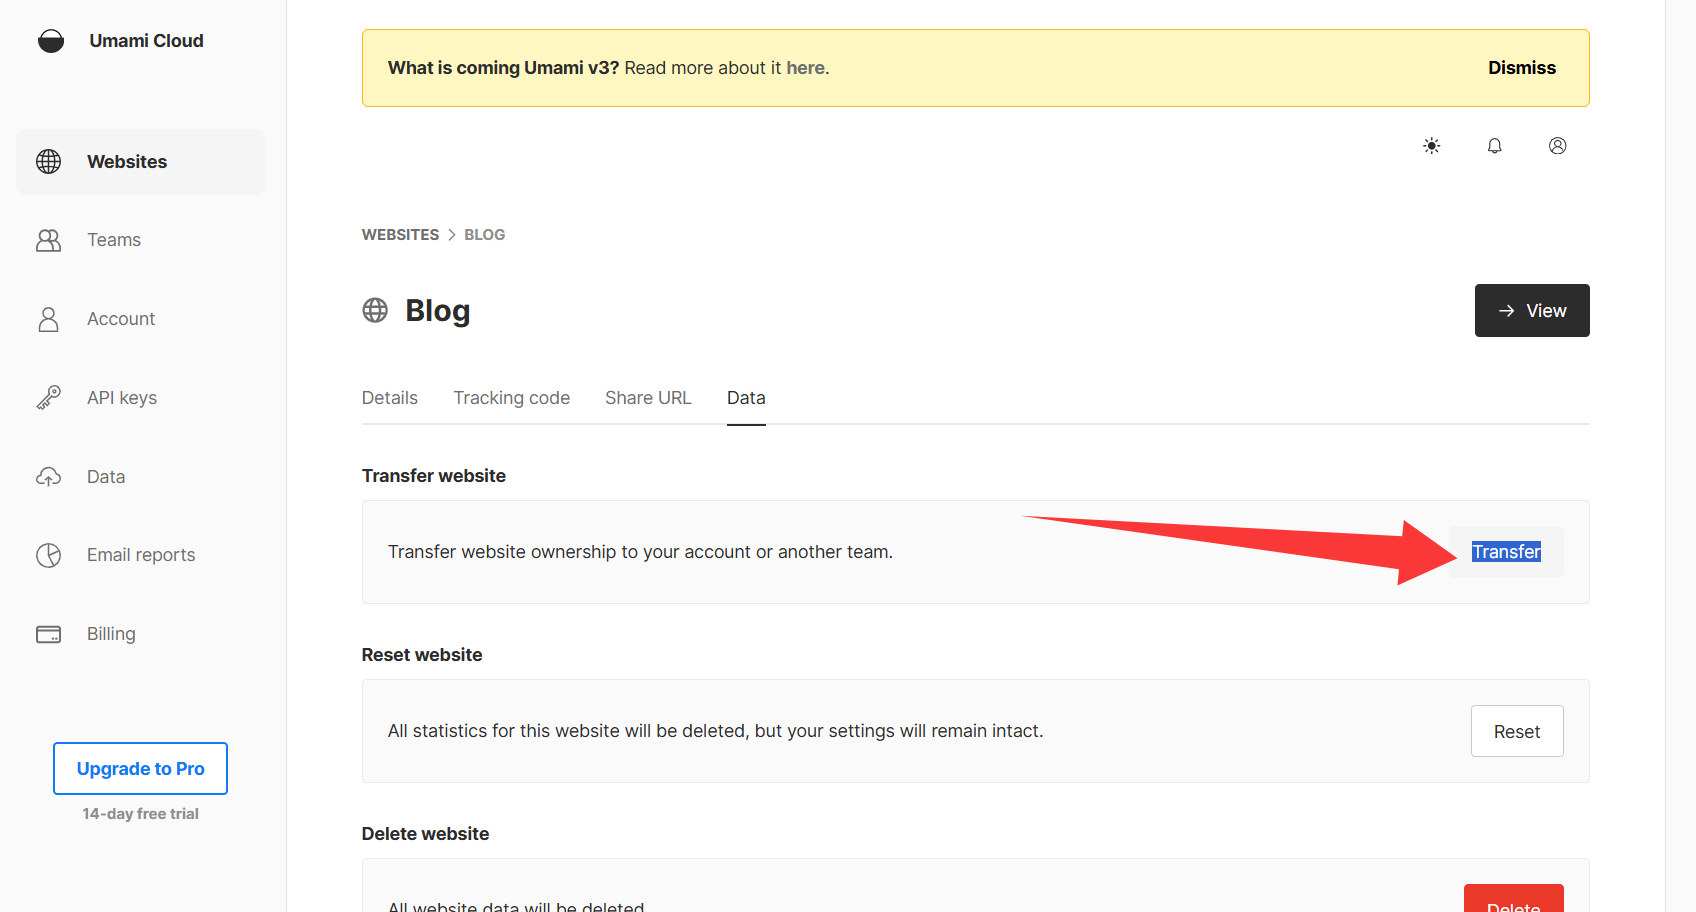 Umami Cloud
Websites
Teams
Account
API keys
Data
Email reports
Billing
Upgrade to Pro
14-day free trial
What is coming Umami v3? Read more about it here.
Dismiss
WEBSITES > BLOG
Blog
→ View
Details
Tracking code
Share URL
Data
Transfer website
Transfer website ownership to your account or another team.
Transfer
Reset website
All statistics for this website will be deleted, but your settings will remain intact.
Reset
Delete website
All website data will be deleted.
Delete